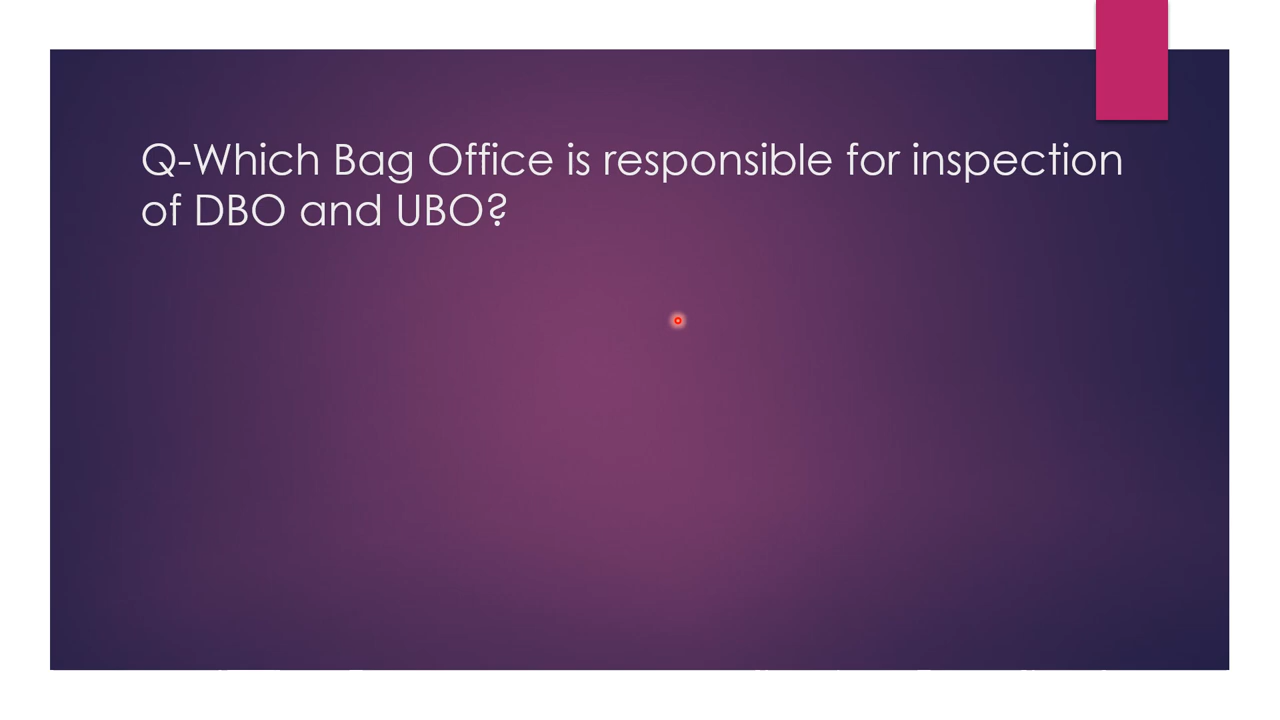 Q-Which Bag Office is responsible for inspection
of DBO and UBO?